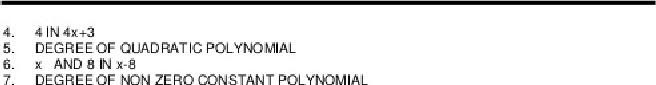 4. 4 IN 4x+3
5. DEGREE OF QUADRATIC POLYNOMIAL
6. x AND 8 IN x-8
7. DEGREE OF NON ZERO CONSTANT POLYNOMIAL